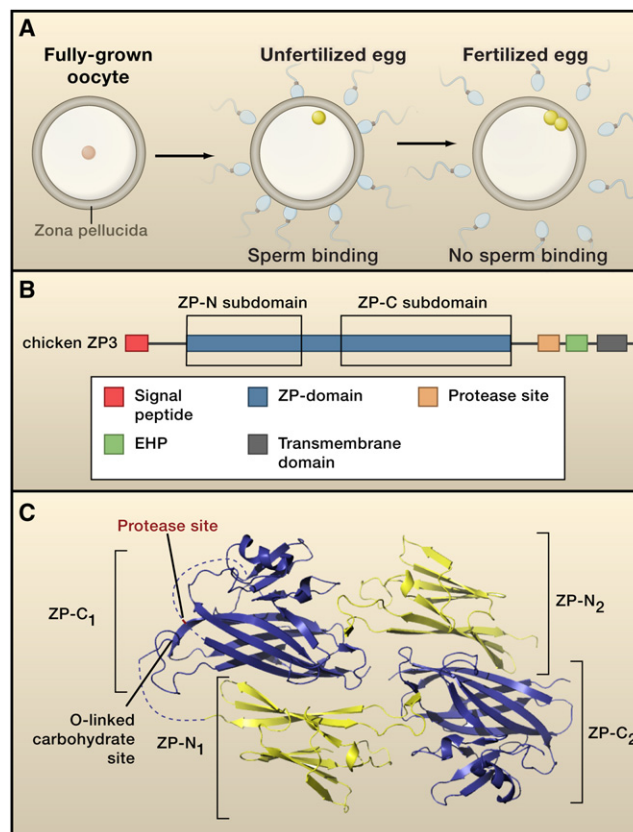 A
Fully-grown
oocyte
Unfertilized egg
Fertilized egg
Zona pellucida
Sperm binding
No sperm binding
B
ZP-N subdomain
ZP-C subdomain
chicken ZP3
Signal
peptide
ZP-domain
Protease site
EHP
Transmembrane
domain
C
Protease site
ZP-C1
O-linked
carbohydrate
site
ZP-N1
ZP-N2
ZP-C2